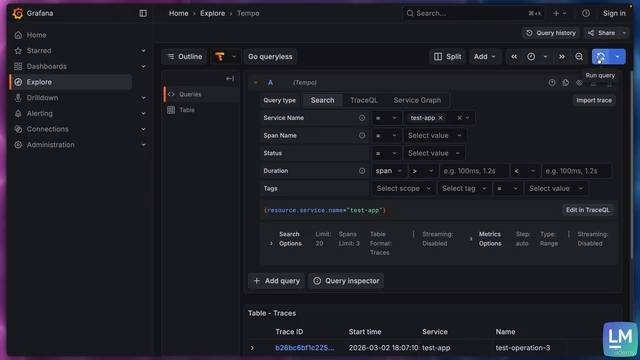 Grafana
Home > Explore > Tempo
Search...
⌘+k
Sign in
Query history
Share
Home
Starred
Dashboards
Explore
Drilldown
Alerting
Connections
Administration
Outline
Go queryless
Split
Add
Run query
Queries
Table
A
(Tempo)
Query type
Search
TraceQL
Service Graph
Import trace
Service Name
=
test-app
Span Name
=
Select value
Status
=
Select value
Duration
span
>
e.g. 100ms, 1.2s
<
e.g. 100ms, 1.2s
Tags
Select scope
Select tag
=
Select value
{resource.service.name="test-app"}
Edit in TraceQL
Search Options
Limit: 20
Spans Limit: 3
Table Format: Traces
Streaming: Disabled
Metrics Options
Step: auto
Type: Range
Streaming: Disabled
+ Add query
Query inspector
Table - Traces
Trace ID
Start time
Service
Name
b26bc6bf1c225...
2026-03-02 18:07:10
test-app
test-operation-3
LM